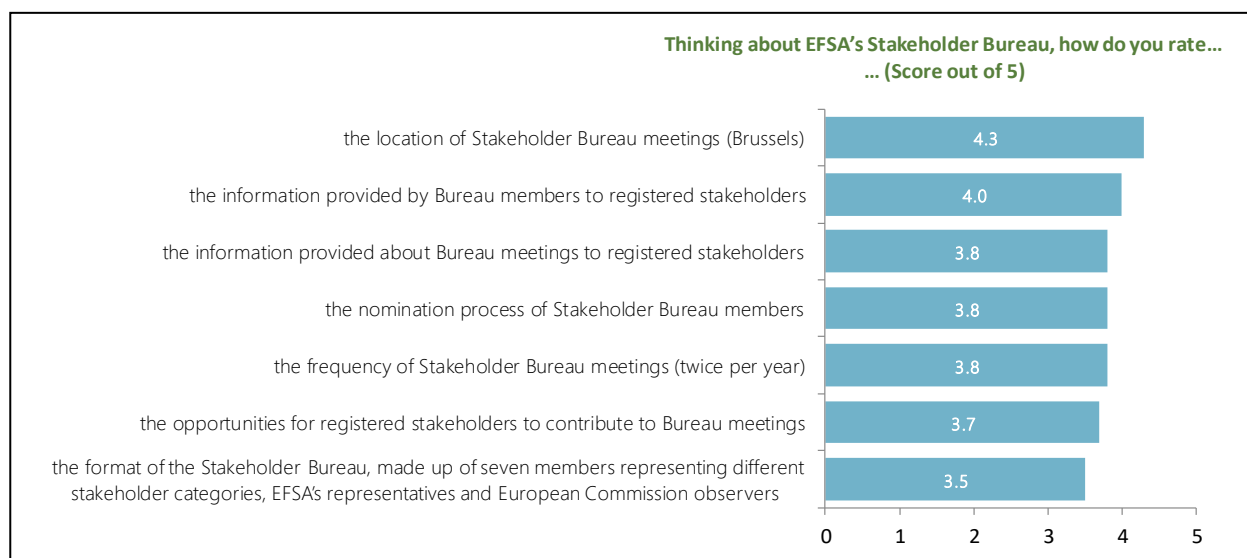 Thinking about EFSA's Stakeholder Bureau, how do you rate…
… (Score out of 5)
the location of Stakeholder Bureau meetings (Brussels)
4.3
the information provided by Bureau members to registered stakeholders
4.0
the information provided about Bureau meetings to registered stakeholders
3.8
the nomination process of Stakeholder Bureau members
3.8
the frequency of Stakeholder Bureau meetings (twice per year)
3.8
the opportunities for registered stakeholders to contribute to Bureau meetings
3.7
the format of the Stakeholder Bureau, made up of seven members representing different
stakeholder categories, EFSA's representatives and European Commission observers
3.5
0 1 2 3 4 5